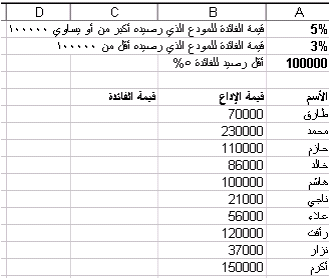 D C B A
5% قيمة الفائدة للمودع الذي رصيده أكبر من أو يساوي ١٠٠٠٠٠
3% قيمة الفائدة للمودع الذي رصيده أقل من ١٠٠٠٠٠
100000 أقل رصيد للفائدة ٥%
الأسم قيمة الإيداع قيمة الفائدة
طارق 70000
محمد 230000
حازم 110000
خالد 86000
هاشم 100000
ناجي 21000
علاء 56000
رأفت 120000
نزار 37000
أكرم 150000